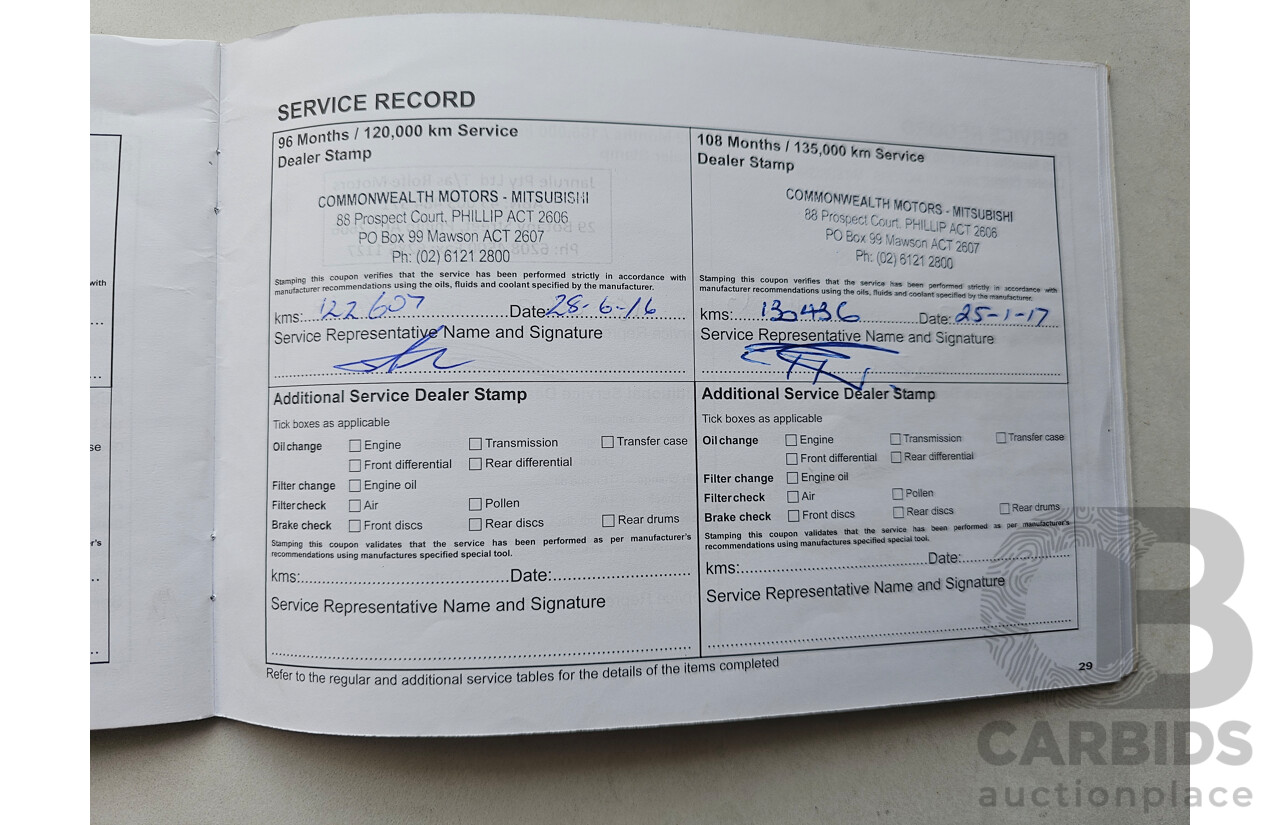 SERVICE RECORD
96 Months / 120,000 km Service
Dealer Stamp
COMMONWEALTH MOTORS - MITSUBISHI
88 Prospect Court, PHILLIP ACT 2606
PO Box 99 Mawson ACT 2607
Ph: (02) 6121 2800
Stamping this coupon verifies that the service has been performed strictly in accordance with
manufacturer recommendations using the oils, fluids and coolant specified by the manufacturer.
kms: 122607 Date: 28-6-16
Service Representative Name and Signature
Additional Service Dealer Stamp
Tick boxes as applicable
Oil change Engine Transmission Transfer case
Front differential Rear differential
Filter change Engine oil
Filter check Air Pollen
Brake check Front discs Rear discs Rear drums
Stamping this coupon validates that the service has been performed as per manufacturer's
recommendations using manufactures specified special tool.
kms: Date:
Service Representative Name and Signature
108 Months / 135,000 km Service
Dealer Stamp
COMMONWEALTH MOTORS - MITSUBISHI
88 Prospect Court, PHILLIP ACT 2606
PO Box 99 Mawson ACT 2607
Ph: (02) 6121 2800
Stamping this coupon verifies that the service has been performed strictly in accordance with
manufacturer recommendations using the oils, fluids and coolant specified by the manufacturer.
kms: 130436 Date: 25-1-17
Service Representative Name and Signature
Additional Service Dealer Stamp
Tick boxes as applicable
Oil change Engine Transmission Transfer case
Front differential Rear differential
Filter change Engine oil
Filter check Air Pollen
Brake check Front discs Rear discs Rear drums
Stamping this coupon validates that the service has been performed as per manufacturer's
recommendations using manufactures specified special tool.
kms: Date:
Service Representative Name and Signature
Refer to the regular and additional service tables for the details of the items completed
29
CARBIDS
auctionplace